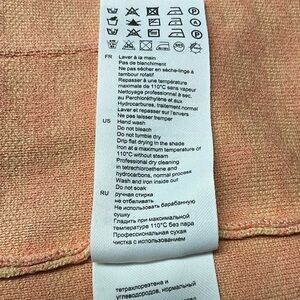 FR Laver à la main
Pas de blanchiment
Ne pas sécher en sèche-linge à
tambour rotatif
Repasser à une température
maximale de 110°C sans vapeur
Nettoyage professionnel à sec
au Perchloréthylène et aux
Hydrocarbures, traitement normal
Laver et repasser sur l'envers
Ne pas laisser tremper
US Hand wash
Do not bleach
Do not tumble dry
Drip flat drying in the shade
Iron at a maximum temperature of
110°C without steam
Professional dry cleaning
in tetrachloroethene and
hydrocarbons, normal process
Wash and iron inside out
Do not soak
RU ручная стирка
не отбеливать
Не использовать барабанную
сушку
Гладить при максимальной
температуре 110°C без пара
Профессиональная сухая
чистка с использованием
тетрахлорэтена и
углеводородов, нормальный